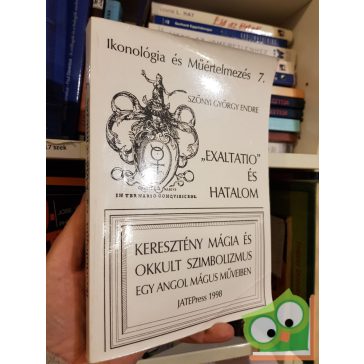 Ikonológia és Műértelmezés 7.
SZŐNYI GYÖRGY ENDRE
„EXALTATIO”
ÉS
HATALOM
KERESZTÉNY MÁGIA ÉS
OKKULT SZIMBOLIZMUS
EGY ANGOL MÁGUS MŰVEIBEN
JATEPress 1998